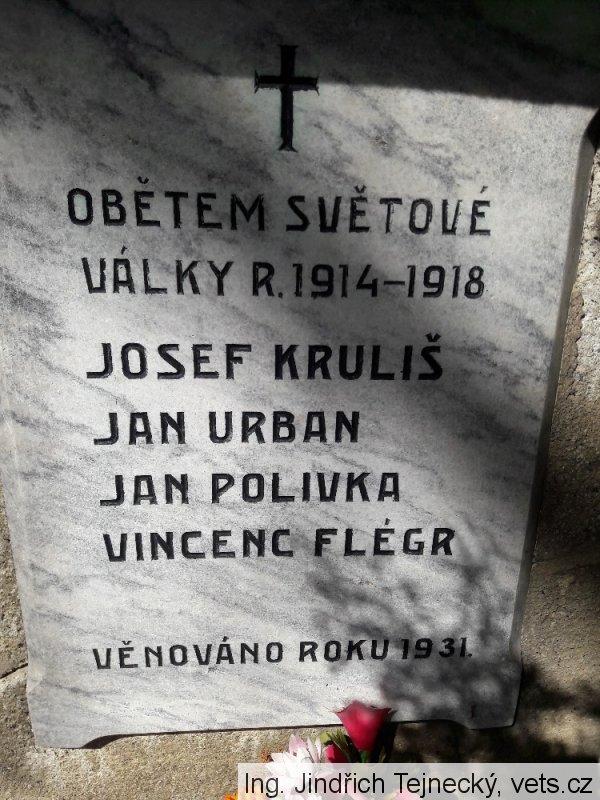 OBĚTEM SVĚTOVÉ
VÁLKY R. 1914–1918
JOSEF KRULIŠ
JAN URBAN
JAN POLIVKA
VINCENC FLÉGR
VĚNOVÁNO ROKU 1931.
Ing. Jindřich Tejnecký, vets.cz